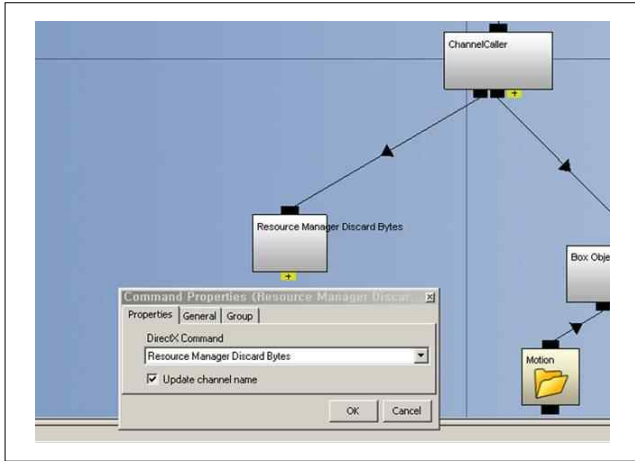 ChannelCaller
+
Resource Manager Discard Bytes
+
Box Obje
Command Properties (Resource Manager Discar...
Properties General Group
DirectX Command
Resource Manager Discard Bytes
Update channel name
OK Cancel
Motion